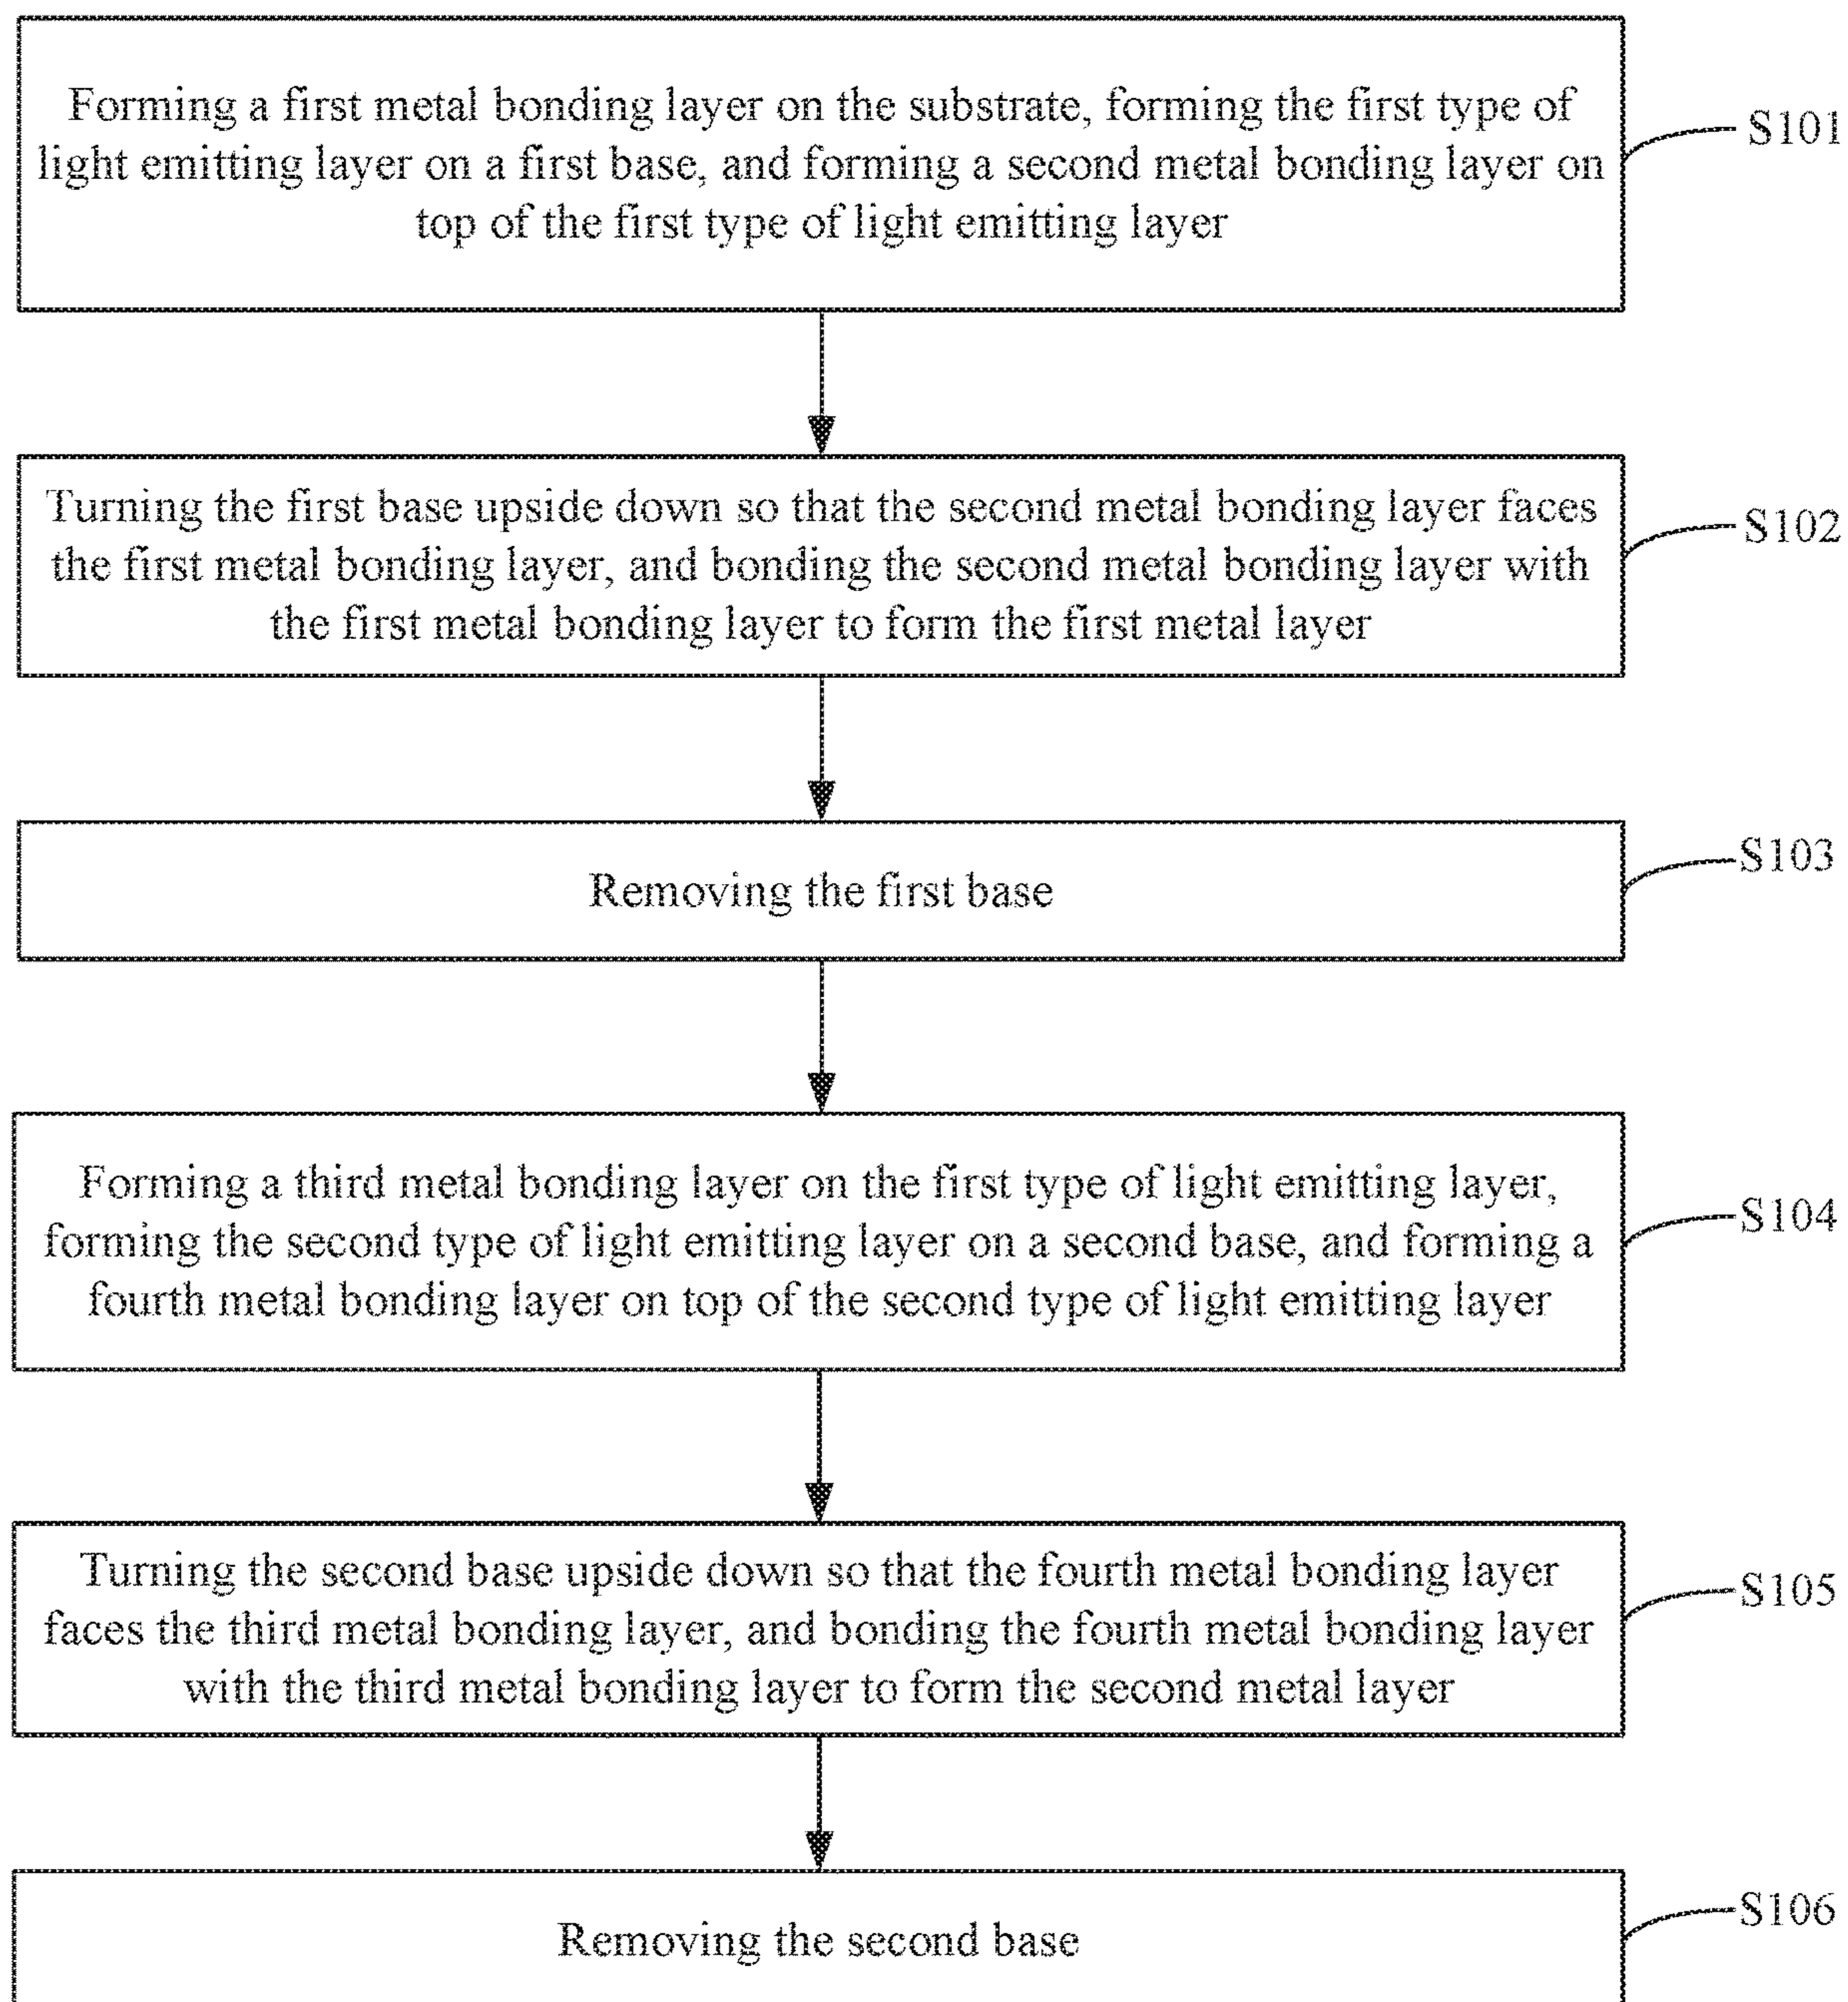 Forming a first metal bonding layer on the substrate, forming the first type of
light emitting layer on a first base, and forming a second metal bonding layer on
top of the first type of light emitting layer
S101
Turning the first base upside down so that the second metal bonding layer faces
the first metal bonding layer, and bonding the second metal bonding layer with
the first metal bonding layer to form the first metal layer
S102
Removing the first base
S103
Forming a third metal bonding layer on the first type of light emitting layer,
forming the second type of light emitting layer on a second base, and forming a
fourth metal bonding layer on top of the second type of light emitting layer
S104
Turning the second base upside down so that the fourth metal bonding layer
faces the third metal bonding layer, and bonding the fourth metal bonding layer
with the third metal bonding layer to form the second metal layer
S105
Removing the second base
S106